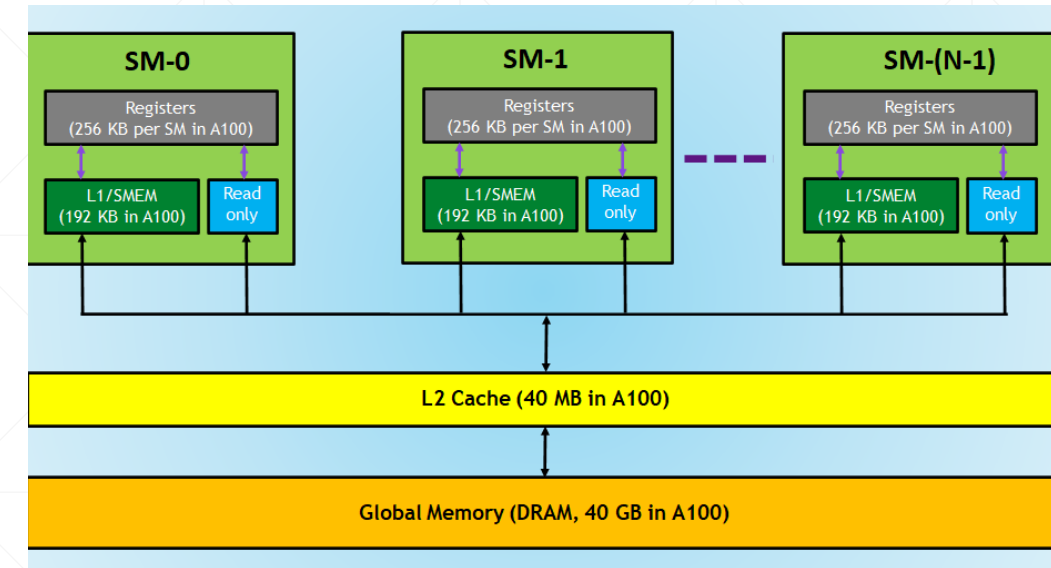 SM-0
Registers
(256 KB per SM in A100)
L1/SMEM
(192 KB in A100)
Read
only
SM-1
Registers
(256 KB per SM in A100)
L1/SMEM
(192 KB in A100)
Read
only
SM-(N-1)
Registers
(256 KB per SM in A100)
L1/SMEM
(192 KB in A100)
Read
only
L2 Cache (40 MB in A100)
Global Memory (DRAM, 40 GB in A100)